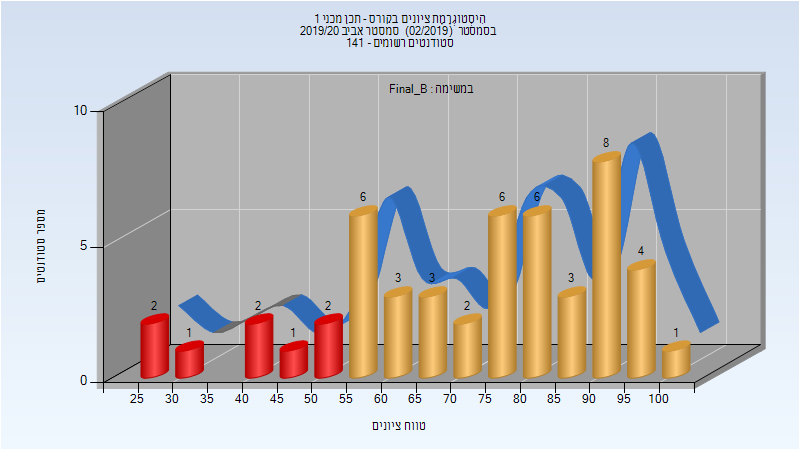 היסטוגרמת ציונים בקורס - תכן מכני 1
בסמסטר (02/2019) סמסטר אביב 2019/20
סטודנטים רשומים - 141
במשימה : Final_B
מספר סטודנטים
10
5
0
2 1 2 1 2 6 3 3 2 6 6 3 8 4 1
25 30 35 40 45 50 55 60 65 70 75 80 85 90 95 100
טווח ציונים